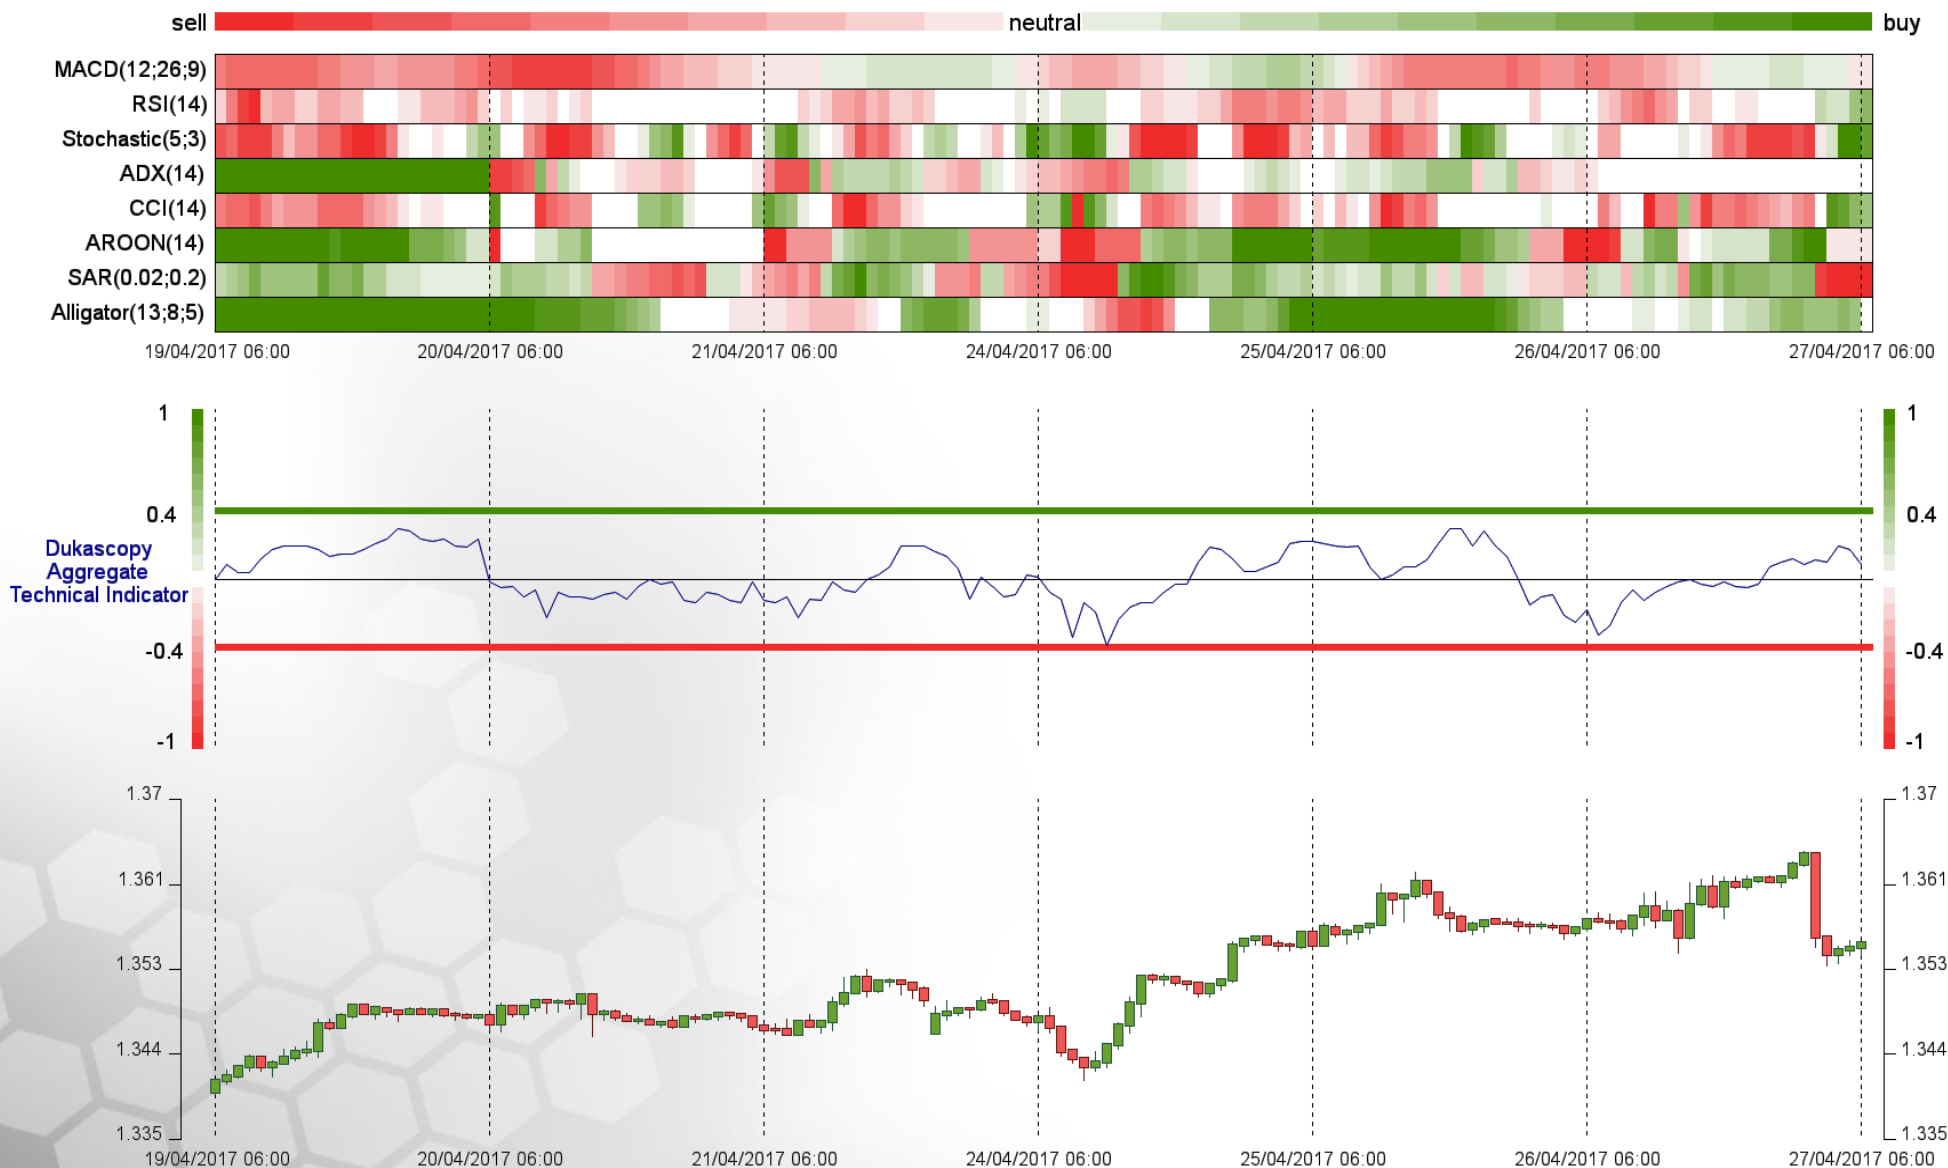 sell neutral buy
MACD(12;26;9)
RSI(14)
Stochastic(5;3)
ADX(14)
CCI(14)
AROON(14)
SAR(0.02;0.2)
Alligator(13;8;5)
19/04/2017 06:00 20/04/2017 06:00 21/04/2017 06:00 24/04/2017 06:00 25/04/2017 06:00 26/04/2017 06:00 27/04/2017 06:00
1 1
0.4 0.4
Dukascopy
Aggregate
Technical Indicator
-0.4 -0.4
-1 -1
1.37 1.37
1.361 1.361
1.353 1.353
1.344 1.344
1.335 1.335
19/04/2017 06:00 20/04/2017 06:00 21/04/2017 06:00 24/04/2017 06:00 25/04/2017 06:00 26/04/2017 06:00 27/04/2017 06:00